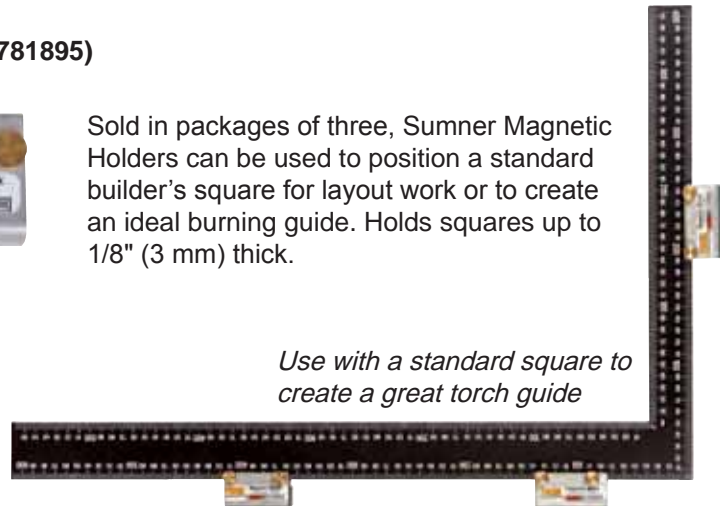 781895)
Sold in packages of three, Sumner Magnetic
Holders can be used to position a standard
builder's square for layout work or to create
an ideal burning guide. Holds squares up to
1/8" (3 mm) thick.
Use with a standard square to
create a great torch guide